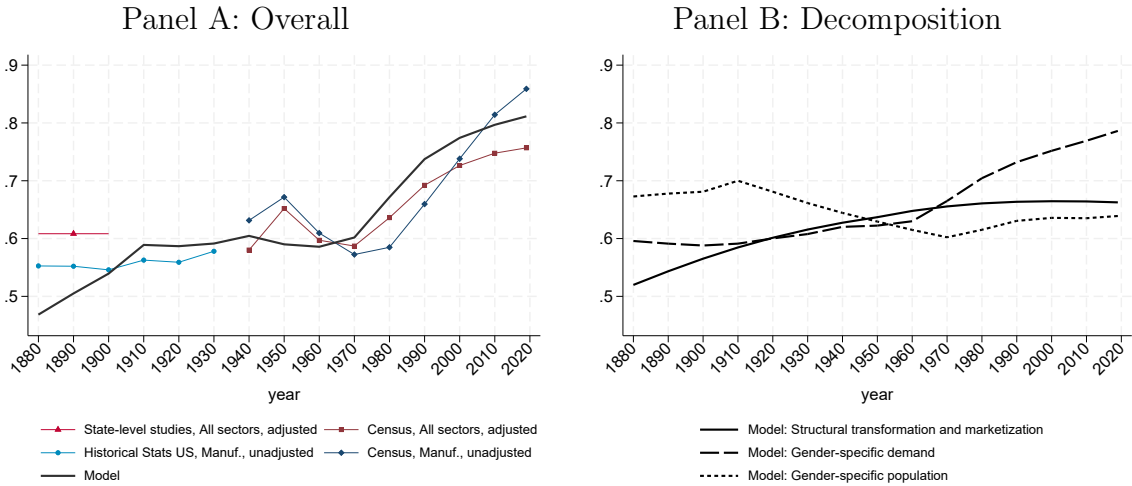 Panel A: Overall
.9
.8
.7
.6
.5
1880 1890 1900 1910 1920 1930 1940 1950 1960 1970 1980 1990 2000 2010 2020
year
State-level studies, All sectors, adjusted
Census, All sectors, adjusted
Historical Stats US, Manuf., unadjusted
Census, Manuf., unadjusted
Model
Panel B: Decomposition
.9
.8
.7
.6
.5
1880 1890 1900 1910 1920 1930 1940 1950 1960 1970 1980 1990 2000 2010 2020
year
Model: Structural transformation and marketization
Model: Gender-specific demand
Model: Gender-specific population